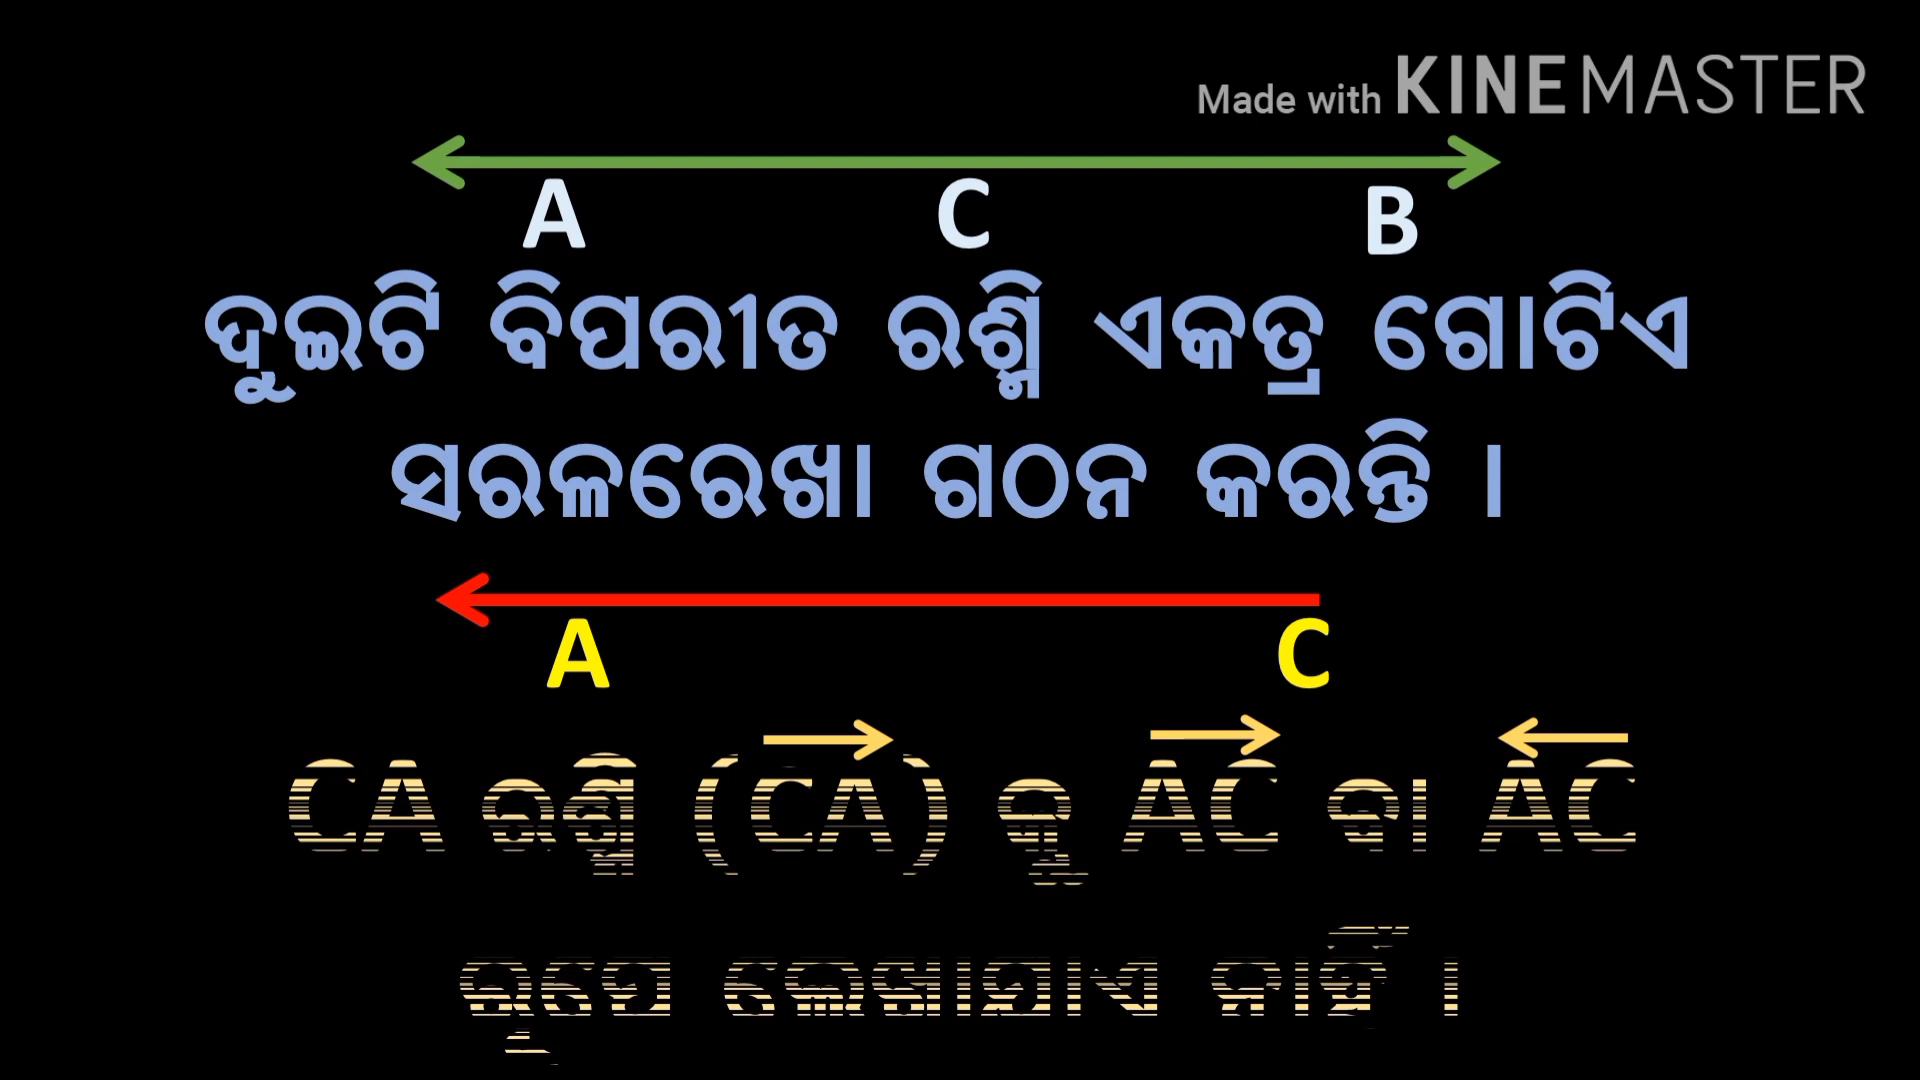 Made with KINEMASTER
A C B
ଦୁଇଟି ବିପରୀତ ରଶ୍ମି ଏକତ୍ର ଗୋଟିଏ
ସରଳରେଖା ଗଠନ କରନ୍ତି ।
A C
CA ରଶ୍ମି (CA) କୁ AC ବା AC
ରୂପେ ଲେଖାଯାଏ ନାହିଁ ।